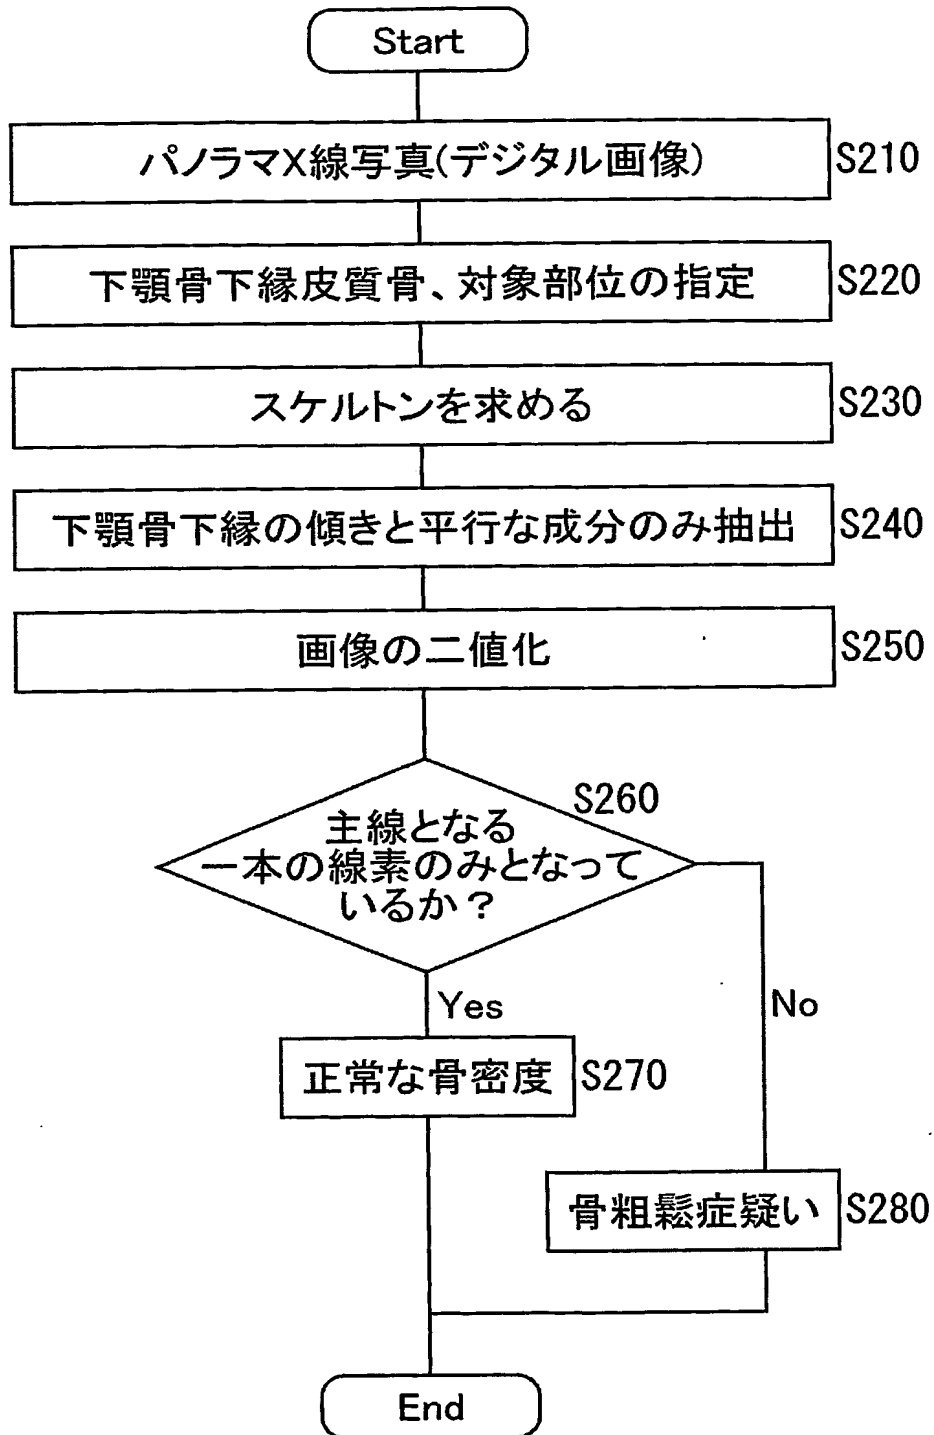 Start
パノラマX線写真(デジタル画像)
S210
下顎骨下縁皮質骨、対象部位の指定
S220
スケルトンを求める
S230
下顎骨下縁の傾きと平行な成分のみ抽出
S240
画像の二値化
S250
S260
主線となる
一本の線素のみとなって
いるか?
Yes
No
正常な骨密度
S270
骨粗鬆症疑い
S280
End